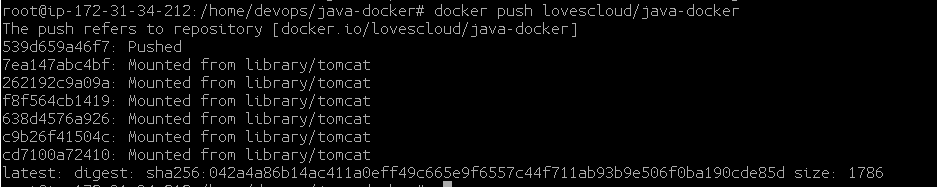 root@ip-172-31-34-212:/home/devops/java-docker# docker push lovescloud/java-docker
The push refers to repository [docker.io/lovescloud/java-docker]
539d659a46f7: Pushed
7ea147abc4bf: Mounted from library/tomcat
262192c9a09a: Mounted from library/tomcat
f8f564cb1419: Mounted from library/tomcat
638d4576a926: Mounted from library/tomcat
c9b26f41504c: Mounted from library/tomcat
cd7100a72410: Mounted from library/tomcat
latest: digest: sha256:042a4a86b14ac411a0eff49c665e9f6557c44f711ab93b9e506f0ba190cde85d size: 1786